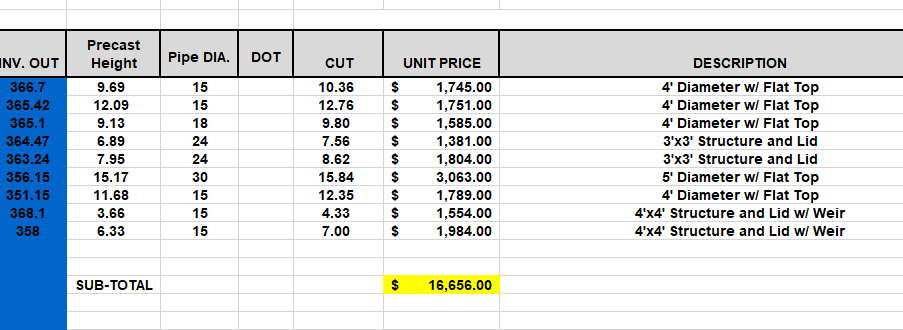 INV. OUT Precast Height Pipe DIA. DOT CUT UNIT PRICE DESCRIPTION
366.7 9.69 15 10.36 $ 1,745.00 4' Diameter w/ Flat Top
365.42 12.09 15 12.76 $ 1,751.00 4' Diameter w/ Flat Top
365.1 9.13 18 9.80 $ 1,585.00 4' Diameter w/ Flat Top
364.47 6.89 24 7.56 $ 1,381.00 3'x3' Structure and Lid
363.24 7.95 24 8.62 $ 1,804.00 3'x3' Structure and Lid
356.15 15.17 30 15.84 $ 3,063.00 5' Diameter w/ Flat Top
351.15 11.68 15 12.35 $ 1,789.00 4' Diameter w/ Flat Top
368.1 3.66 15 4.33 $ 1,554.00 4'x4' Structure and Lid w/ Weir
358 6.33 15 7.00 $ 1,984.00 4'x4' Structure and Lid w/ Weir
SUB-TOTAL $ 16,656.00